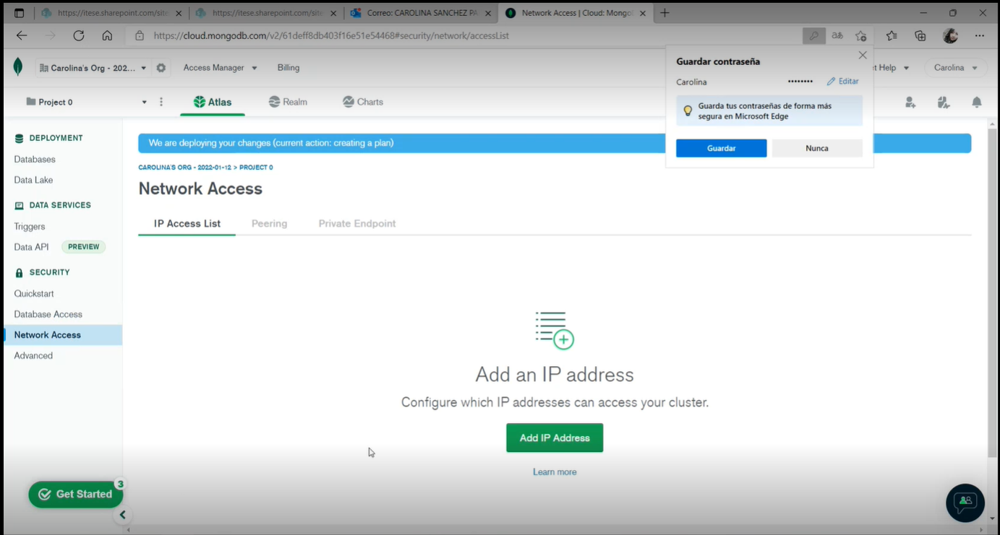 https://itese.sharepoint.com/site
https://itese.sharepoint.com/site
Correo: CAROLINA SANCHEZ PA
Network Access | Cloud: Mongo
https://cloud.mongodb.com/v2/61deff8db403f16e51e54468#security/network/accessList
Carolina's Org - 202...
Access Manager
Billing
t Help
Carolina
Guardar contraseña
Carolina
••••••••
Editar
Guarda tus contraseñas de forma más
segura en Microsoft Edge
Guardar
Nunca
Project 0
Atlas
Realm
Charts
DEPLOYMENT
Databases
Data Lake
DATA SERVICES
Triggers
Data API PREVIEW
SECURITY
Quickstart
Database Access
Network Access
Advanced
Get Started
3
We are deploying your changes (current action: creating a plan)
CAROLINA'S ORG - 2022-01-12 > PROJECT 0
Network Access
IP Access List
Peering
Private Endpoint
Add an IP address
Configure which IP addresses can access your cluster.
Add IP Address
Learn more